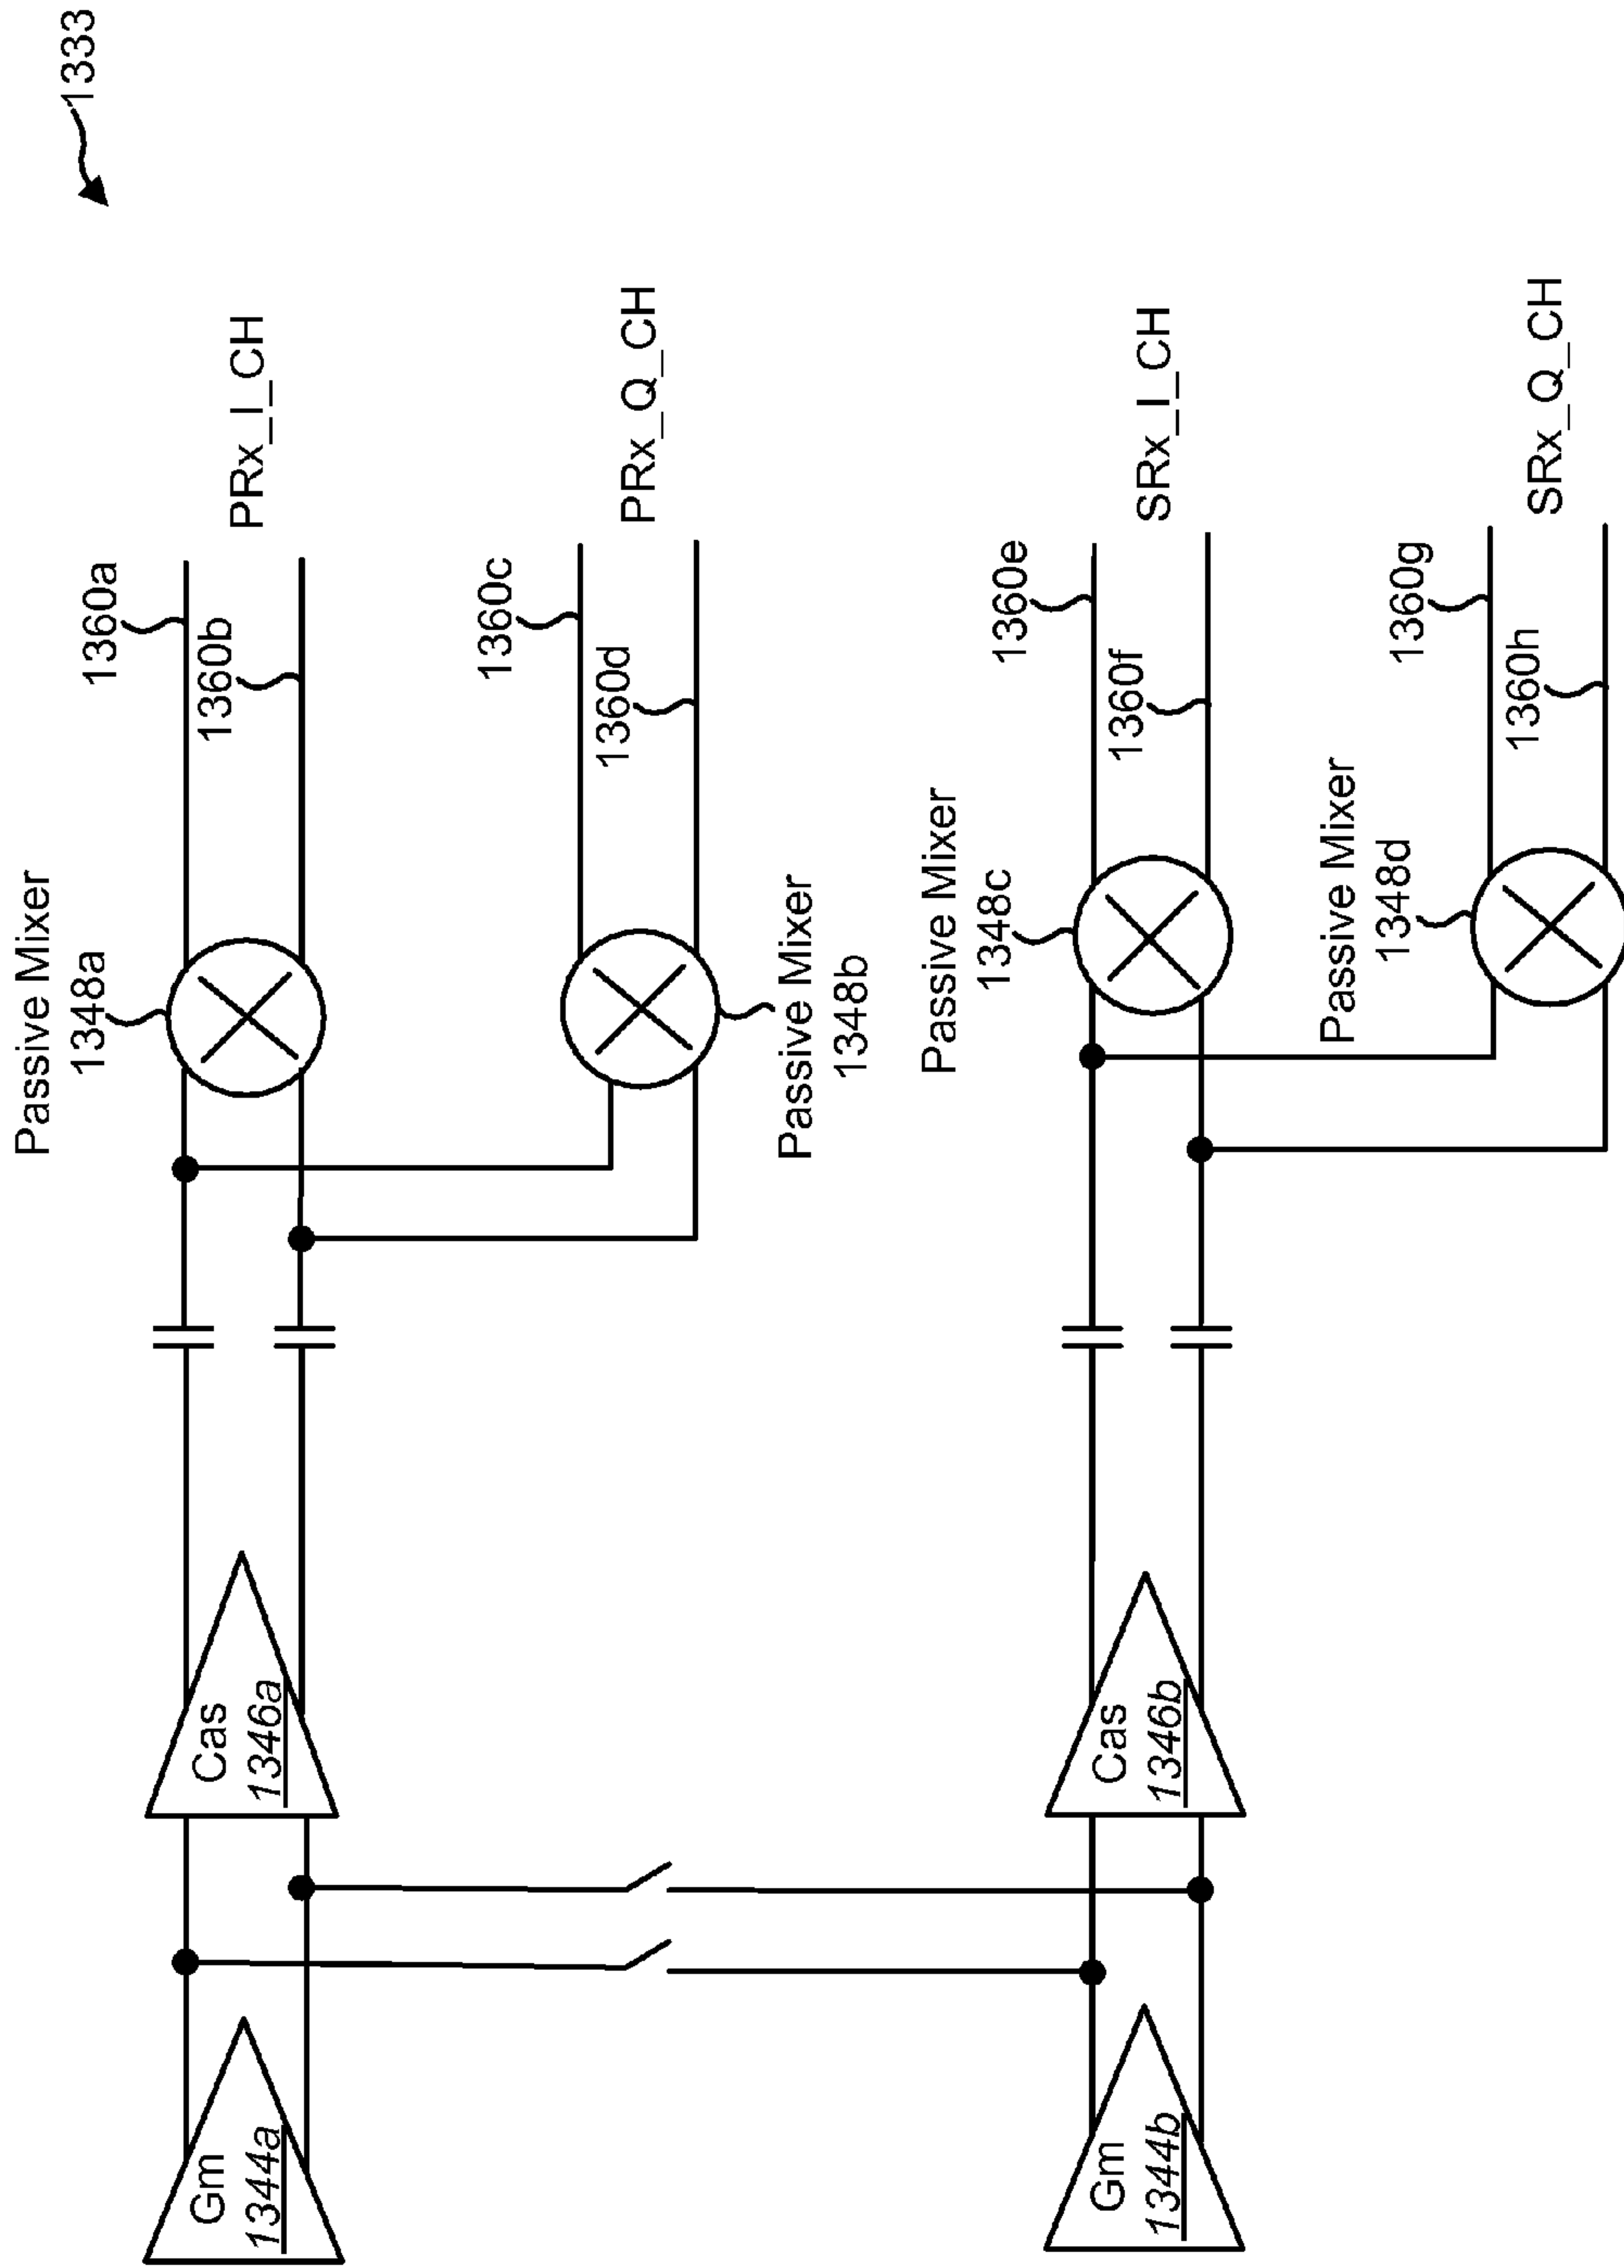 1333
Passive Mixer
1348a
1360a
1360b
PRx_I_CH
Gm
1344a
Cas
1346a
1360c
1360d
PRx_Q_CH
Passive Mixer
1348b
Passive Mixer
1348c
1360e
1360f
SRx_I_CH
Gm
1344b
Cas
1346b
Passive Mixer
1348d
1360g
1360h
SRx_Q_CH